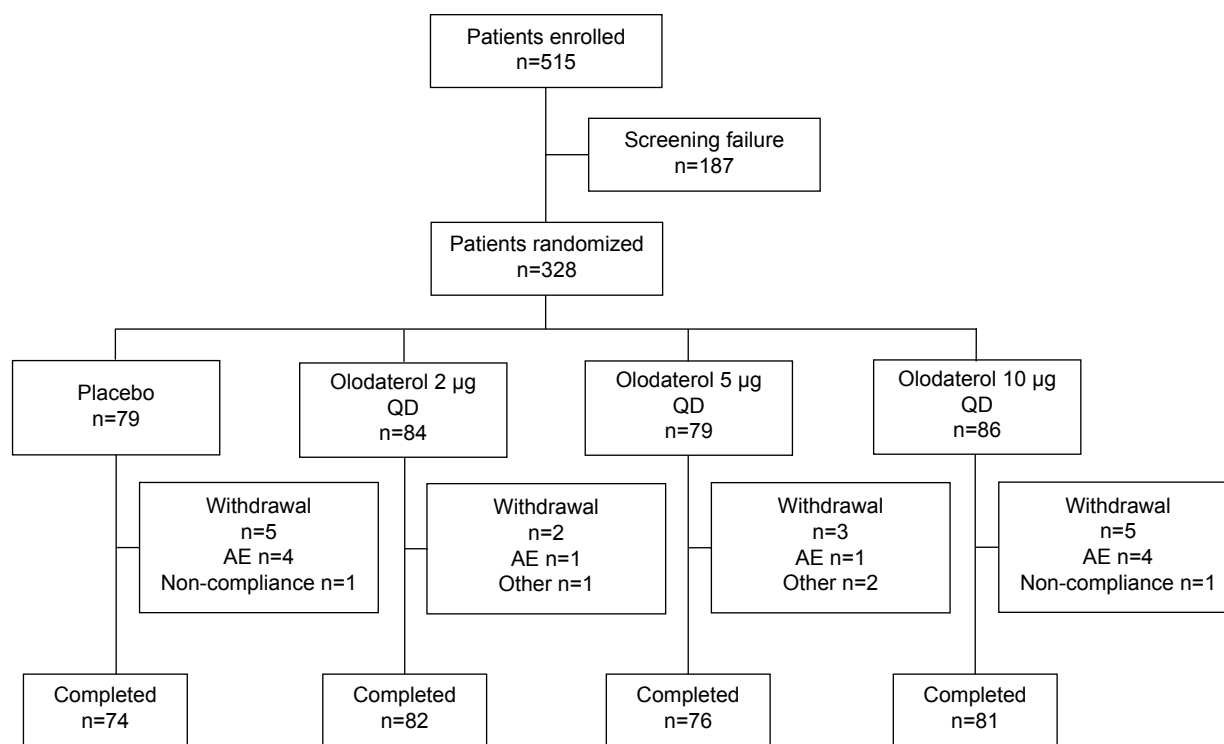 Patients enrolled
n=515
Screening failure
n=187
Patients randomized
n=328
Placebo
n=79
Olodaterol 2 µg
QD
n=84
Olodaterol 5 µg
QD
n=79
Olodaterol 10 µg
QD
n=86
Withdrawal
n=5
AE n=4
Non-compliance n=1
Withdrawal
n=2
AE n=1
Other n=1
Withdrawal
n=3
AE n=1
Other n=2
Withdrawal
n=5
AE n=4
Non-compliance n=1
Completed
n=74
Completed
n=82
Completed
n=76
Completed
n=81